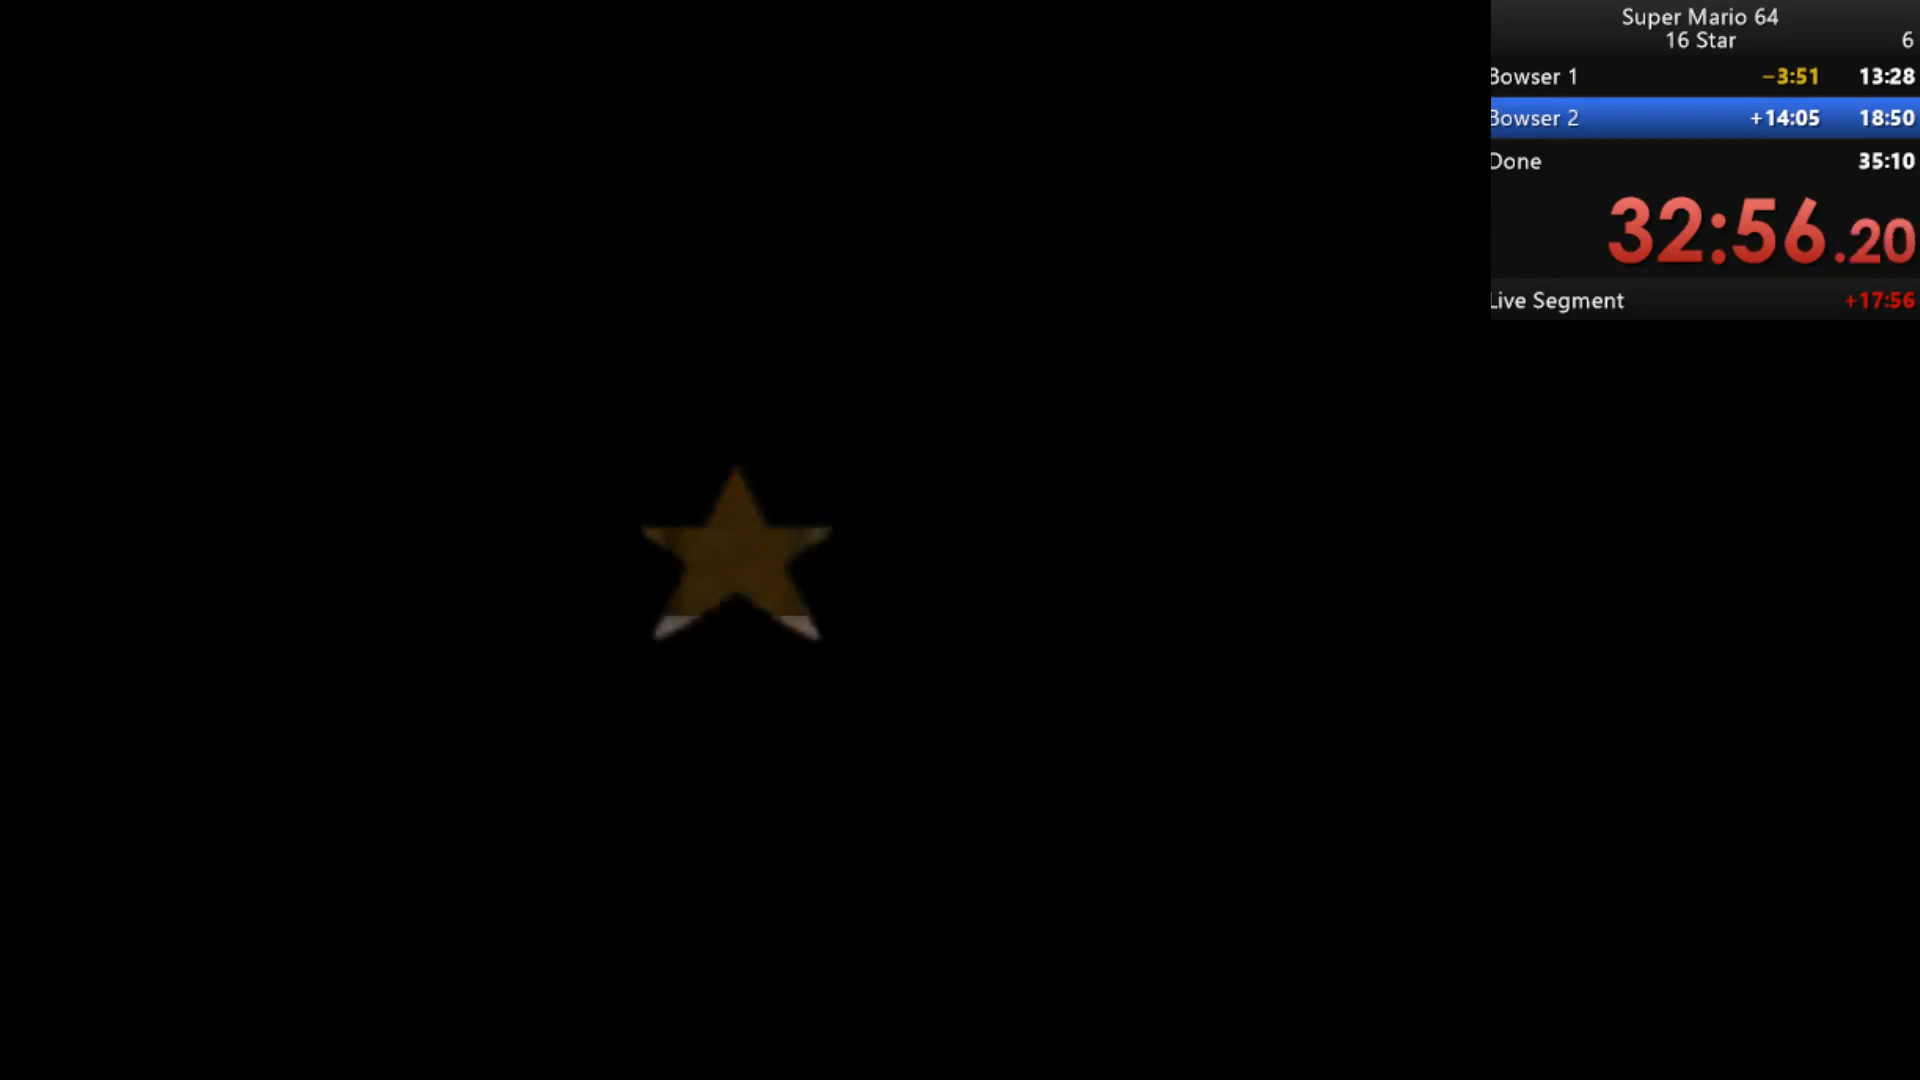 Super Mario 64
16 Star 6
Bowser 1 −3:51 13:28
Bowser 2 +14:05 18:50
Done 35:10
32:56.20
Live Segment +17:56